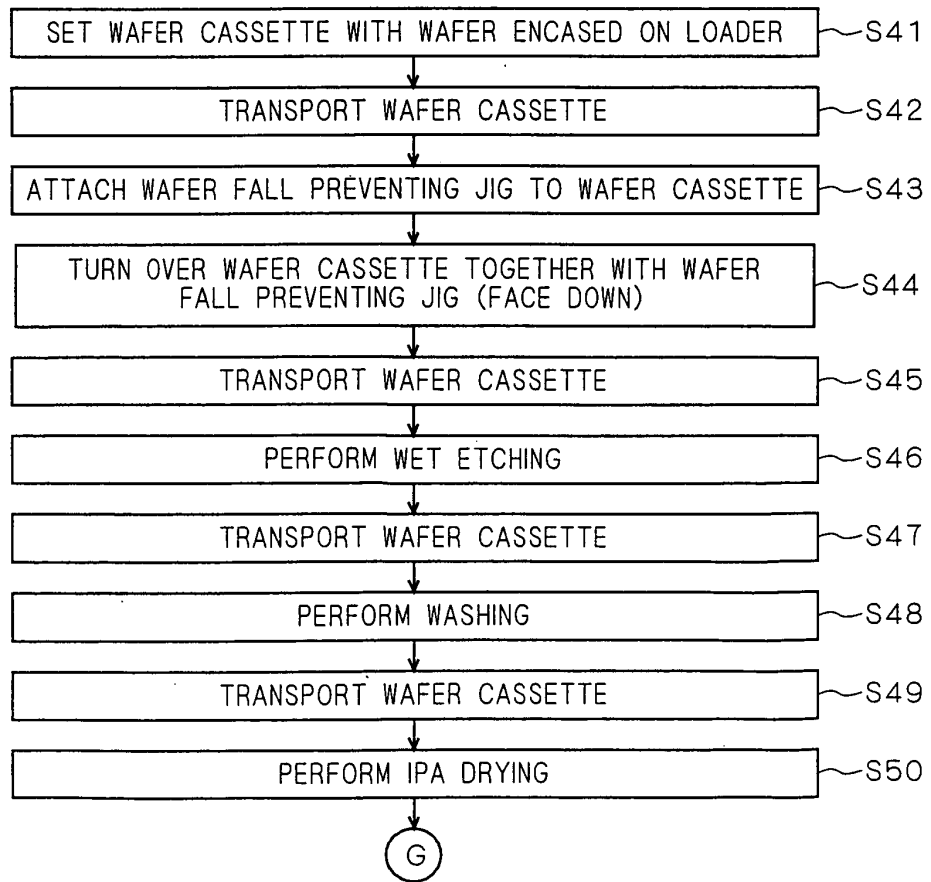 SET WAFER CASSETTE WITH WAFER ENCASED ON LOADER S41
TRANSPORT WAFER CASSETTE S42
ATTACH WAFER FALL PREVENTING JIG TO WAFER CASSETTE S43
TURN OVER WAFER CASSETTE TOGETHER WITH WAFER
FALL PREVENTING JIG (FACE DOWN) S44
TRANSPORT WAFER CASSETTE S45
PERFORM WET ETCHING S46
TRANSPORT WAFER CASSETTE S47
PERFORM WASHING S48
TRANSPORT WAFER CASSETTE S49
PERFORM IPA DRYING S50
G